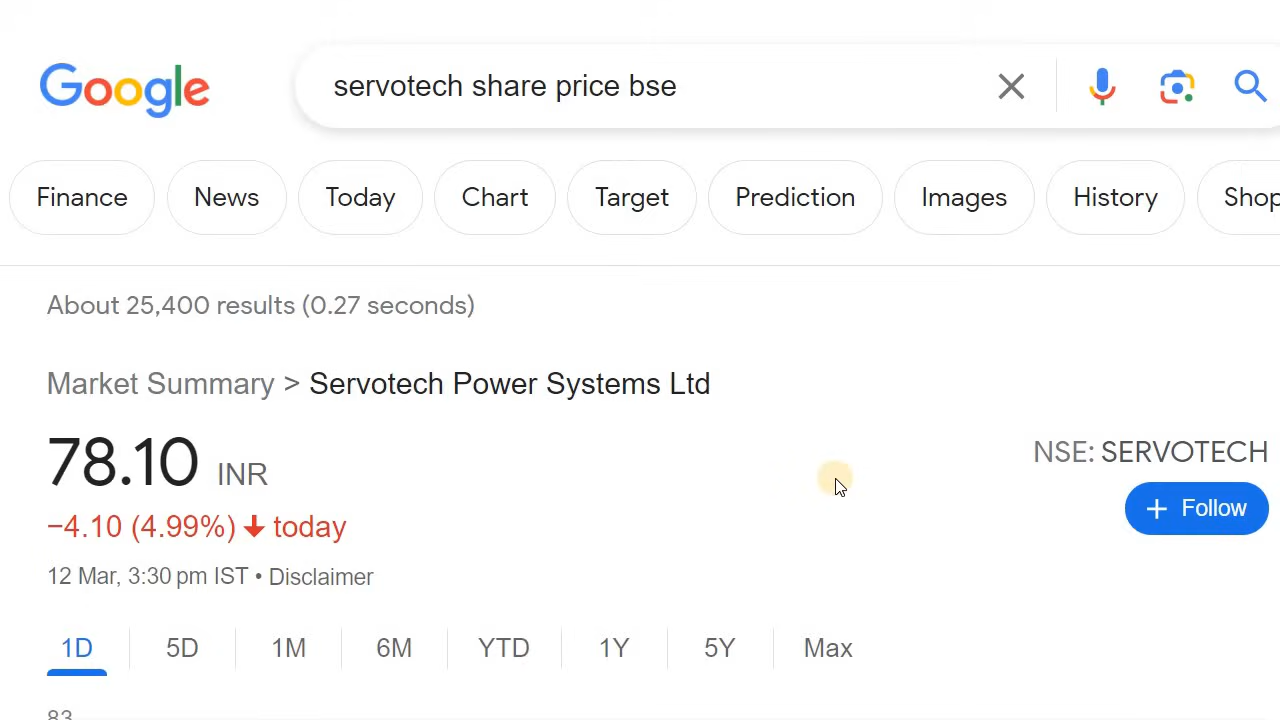 Google
servotech share price bse
Finance News Today Chart Target Prediction Images History Shop
About 25,400 results (0.27 seconds)
Market Summary > Servotech Power Systems Ltd
78.10 INR
NSE: SERVOTECH
−4.10 (4.99%) ↓ today
+ Follow
12 Mar, 3:30 pm IST • Disclaimer
1D 5D 1M 6M YTD 1Y 5Y Max
83